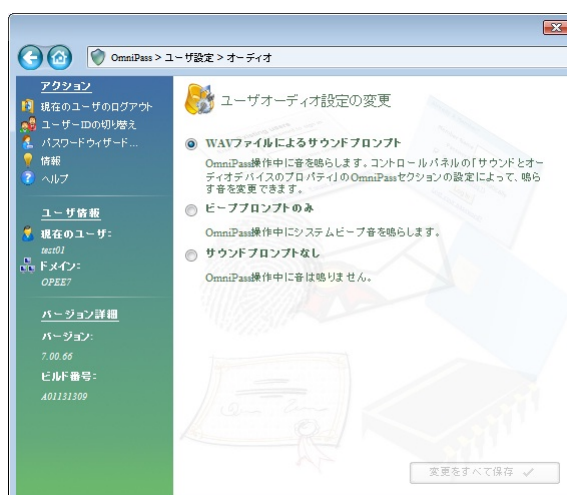 OmniPass > ユーザ設定 > オーディオ
アクション
現在のユーザのログアウト
ユーザーIDの切り替え
パスワードウィザード...
情報
ヘルプ
ユーザ情報
現在のユーザ:
test01
ドメイン:
OPEE7
バージョン詳細
バージョン:
7.00.66
ビルド番号:
A01131309
ユーザオーディオ設定の変更
WAVファイルによるサウンドプロンプト
OmniPass操作中に音を鳴らします。コントロールパネルの「サウンドとオー
ディオデバイスのプロパティ」のOmniPassセクションの設定によって、鳴ら
す音を変更できます。
ビーププロンプトのみ
OmniPass操作中にシステムビープ音を鳴らします。
サウンドプロンプトなし
OmniPass操作中に音は鳴りません。
変更をすべて保存